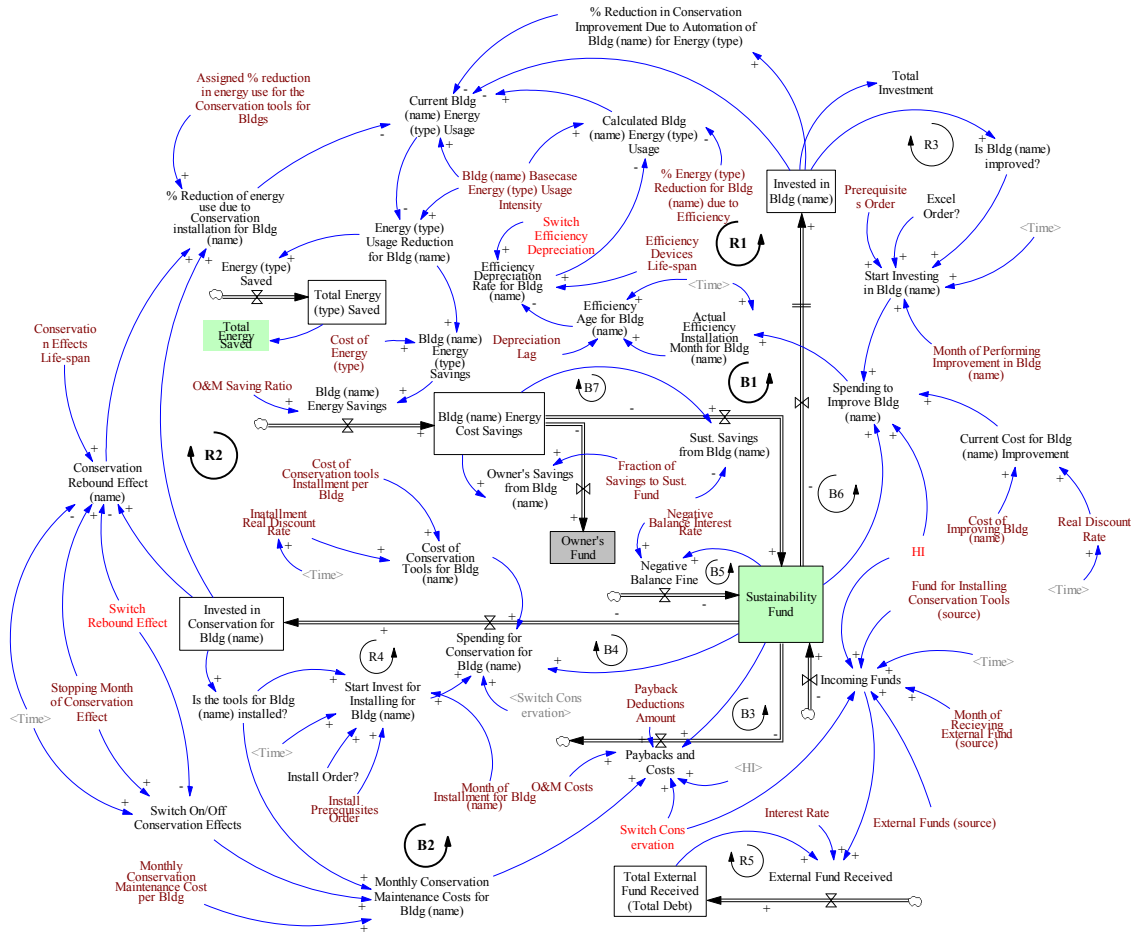 % Reduction in Conservation
Improvement Due to Automation of
Bldg (name) for Energy (type)
Assigned % reduction
in energy use for the
Conservation tools for
Bldgs
Current Bldg
(name) Energy
(type) Usage
Calculated Bldg
(name) Energy (type)
Usage
Total
Investment
R3
Is Bldg (name)
improved?
% Reduction of energy
use due to
Conservation
installation for Bldg
(name)
Bldg (name) Basecase
Energy (type) Usage
Intensity
% Energy (type)
Reduction for Bldg
(name) due to
Efficiency
Invested in
Bldg (name)
Prerequisite
s Order
Excel
Order?
<Time>
Energy (type)
Usage Reduction
for Bldg (name)
Switch
Efficiency
Depreciation
Efficiency
Devices
Life-span
R1
Energy (type)
Saved
Efficiency
Depreciation
Rate for Bldg
(name)
<Time>
Start Investing
in Bldg (name)
Total Energy
(type) Saved
Total
Energy
Saved
Efficiency
Age for Bldg
(name)
Actual
Efficiency
Installation
Month for Bldg
(name)
Conservatio
n Effects
Life-span
Cost of
Energy
(type)
Bldg (name)
Energy
(type)
Savings
Depreciation
Lag
Month of Performing
Improvement in Bldg
(name)
O&M Saving Ratio
Bldg (name)
Energy Savings
B7
B1
Spending to
Improve Bldg
(name)
Bldg (name) Energy
Cost Savings
Sust. Savings
from Bldg (name)
Current Cost for Bldg
(name) Improvement
R2
Conservation
Rebound Effect
(name)
Cost of
Conservation tools
Installment per
Bldg
Owner's Savings
from Bldg (name)
Fraction of
Savings to Sust.
Fund
B6
Inatallment
Real Discount
Rate
Negative
Balance Interest
Rate
Cost of
Improving Bldg
(name)
Real Discount
Rate
<Time>
Cost of
Conservation
Tools for Bldg
(name)
Owner's
Fund
Negative
Balance Fine
B5
HI
<Time>
Switch
Rebound Effect
Invested in
Conservation for
Bldg (name)
Sustainability
Fund
Fund for Installing
Conservation Tools
(source)
R4
Spending for
Conservation for
Bldg (name)
B4
<Time>
Stopping Month
of Conservation
Effect
Is the tools for Bldg
(name) installed?
Start Invest for
Installing for
Bldg (name)
<Switch Cons
ervation>
Payback
Deductions
Amount
B3
Incoming Funds
<Time>
<Time>
Month of
Recieving
External Fund
(source)
Install Order?
Paybacks and
Costs
<HI>
Install
Prerequisites
Order
Month of
Installment for Bldg
(name)
O&M Costs
Switch On/Off
Conservation Effects
B2
Switch Cons
ervation
Interest Rate
External Funds (source)
Monthly
Conservation
Maintenance Cost
per Bldg
Monthly Conservation
Maintenance Costs for
Bldg (name)
Total External
Fund Received
(Total Debt)
R5
External Fund Received